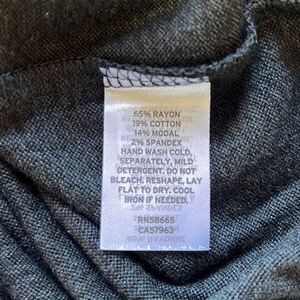 65% RAYON
19% COTTON
14% MODAL
2% SPANDEX
HAND WASH COLD,
SEPARATELY, MILD
DETERGENT. DO NOT
BLEACH. RESHAPE, LAY
FLAT TO DRY. COOL
IRON IF NEEDED.
RN58665
CA57963